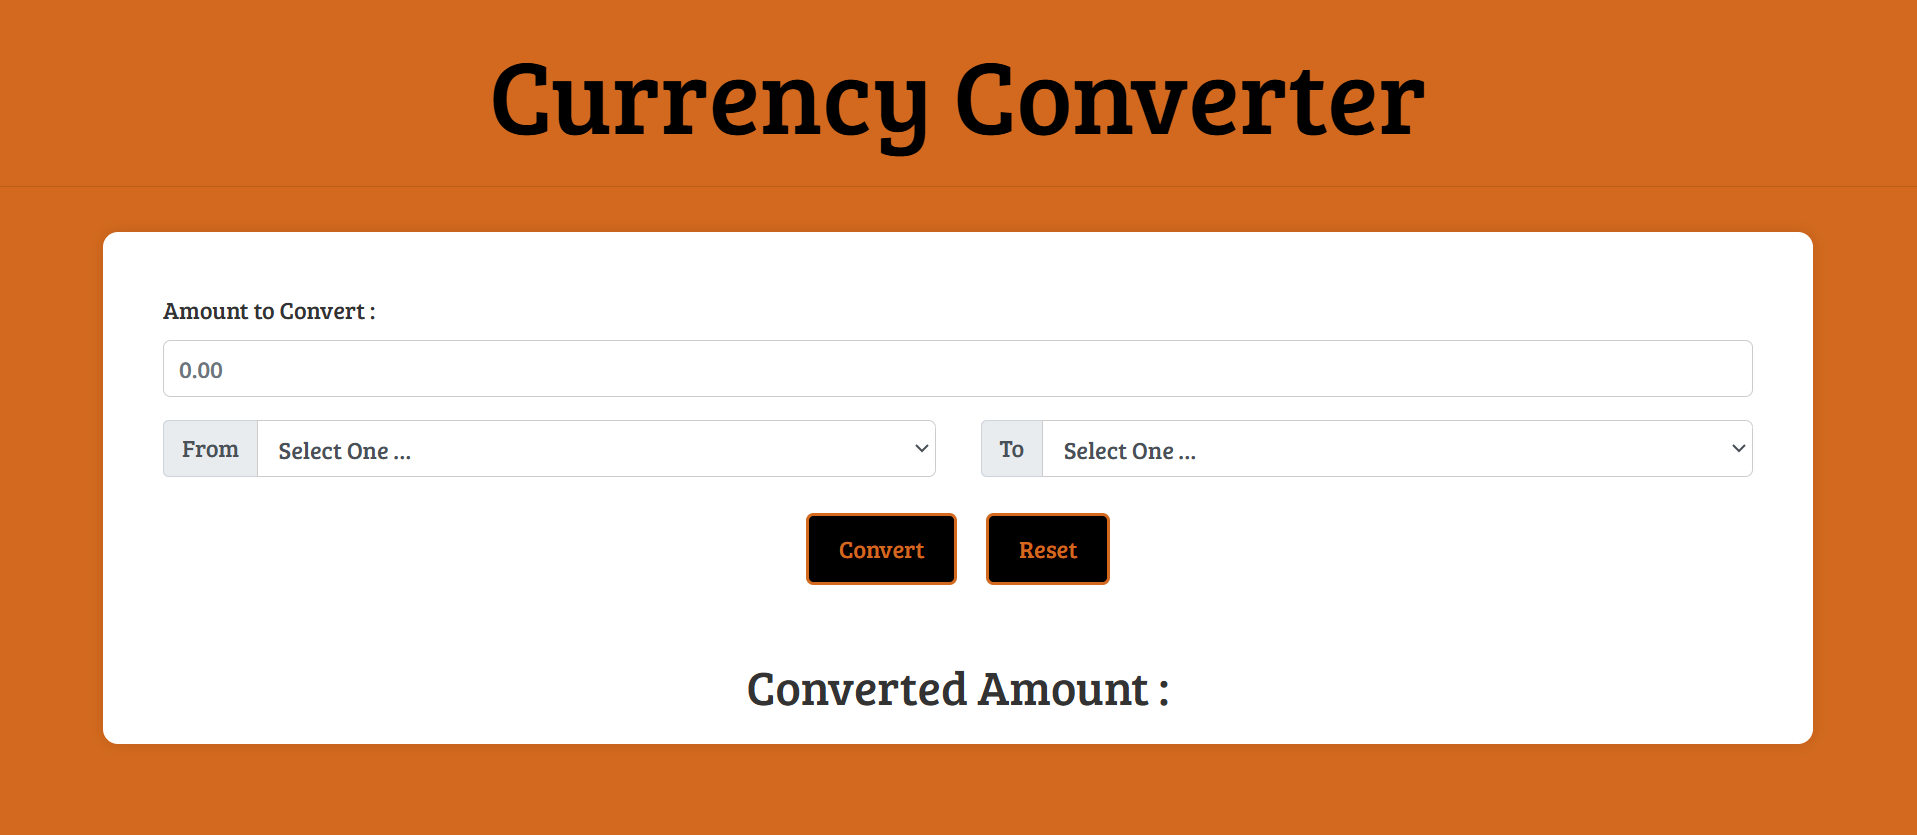 Currency Converter
Amount to Convert :
0.00
From Select One ... To Select One ...
Convert Reset
Converted Amount :